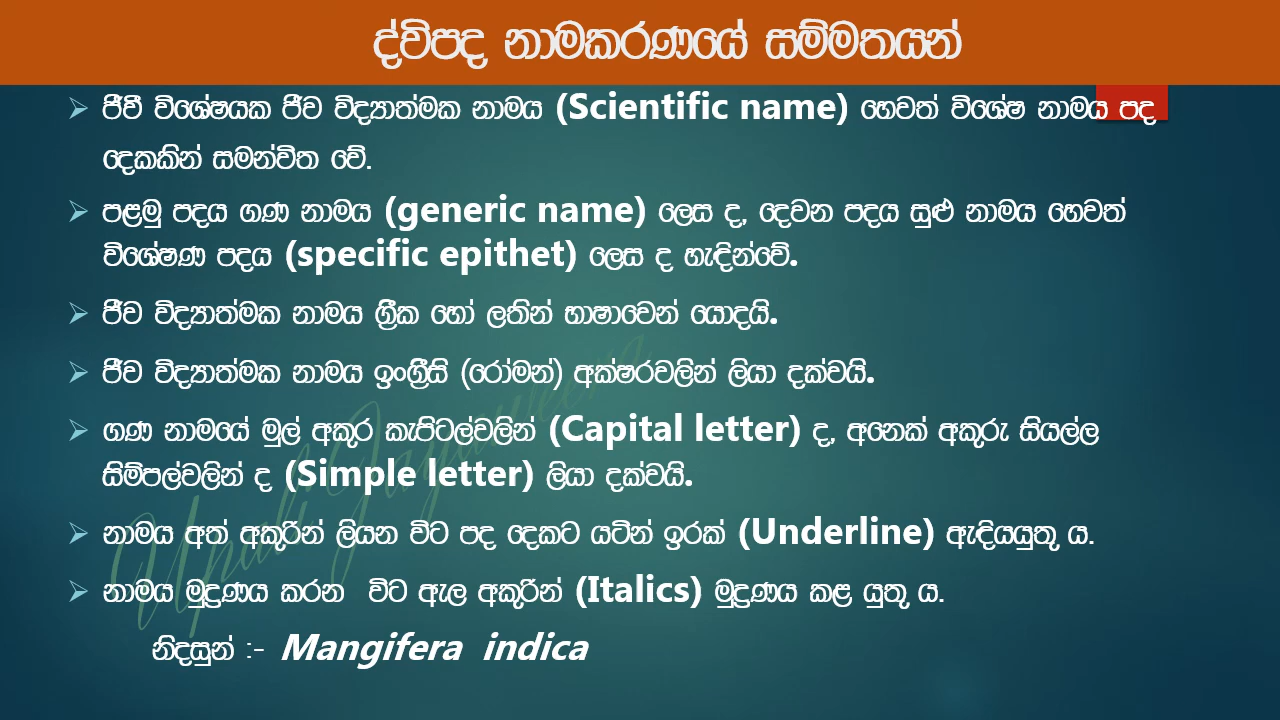 ද්විපද නාමකරණයේ සම්මතයන්
➢ ජීවී විශේෂයක ජීව විද්‍යාත්මක නාමය (Scientific name) හෙවත් විශේෂ නාමය පද
දෙකකින් සමන්විත වේ.
➢ පළමු පදය ගණ නාමය (generic name) ලෙස ද, දෙවන පදය සුළු නාමය හෙවත්
විශේෂණ පදය (specific epithet) ලෙස ද හැඳින්වේ.
➢ ජීව විද්‍යාත්මක නාමය ග්‍රීක හෝ ලතින් භාෂාවෙන් යොදයි.
➢ ජීව විද්‍යාත්මක නාමය ඉංග්‍රීසි (රෝමන්) අක්ෂරවලින් ලියා දක්වයි.
➢ ගණ නාමයේ මුල් අකුර කැපිටල්වලින් (Capital letter) ද, අනෙක් අකුරු සියල්ල
සිම්පල්වලින් ද (Simple letter) ලියා දක්වයි.
➢ නාමය අත් අකුරින් ලියන විට පද දෙකට යටින් ඉරක් (Underline) ඇඳියයුතු ය.
➢ නාමය මුද්‍රණය කරන විට ඇල අකුරින් (Italics) මුද්‍රණය කළ යුතු ය.
නිදසුන් :- Mangifera indica
Upuli Jayaweera